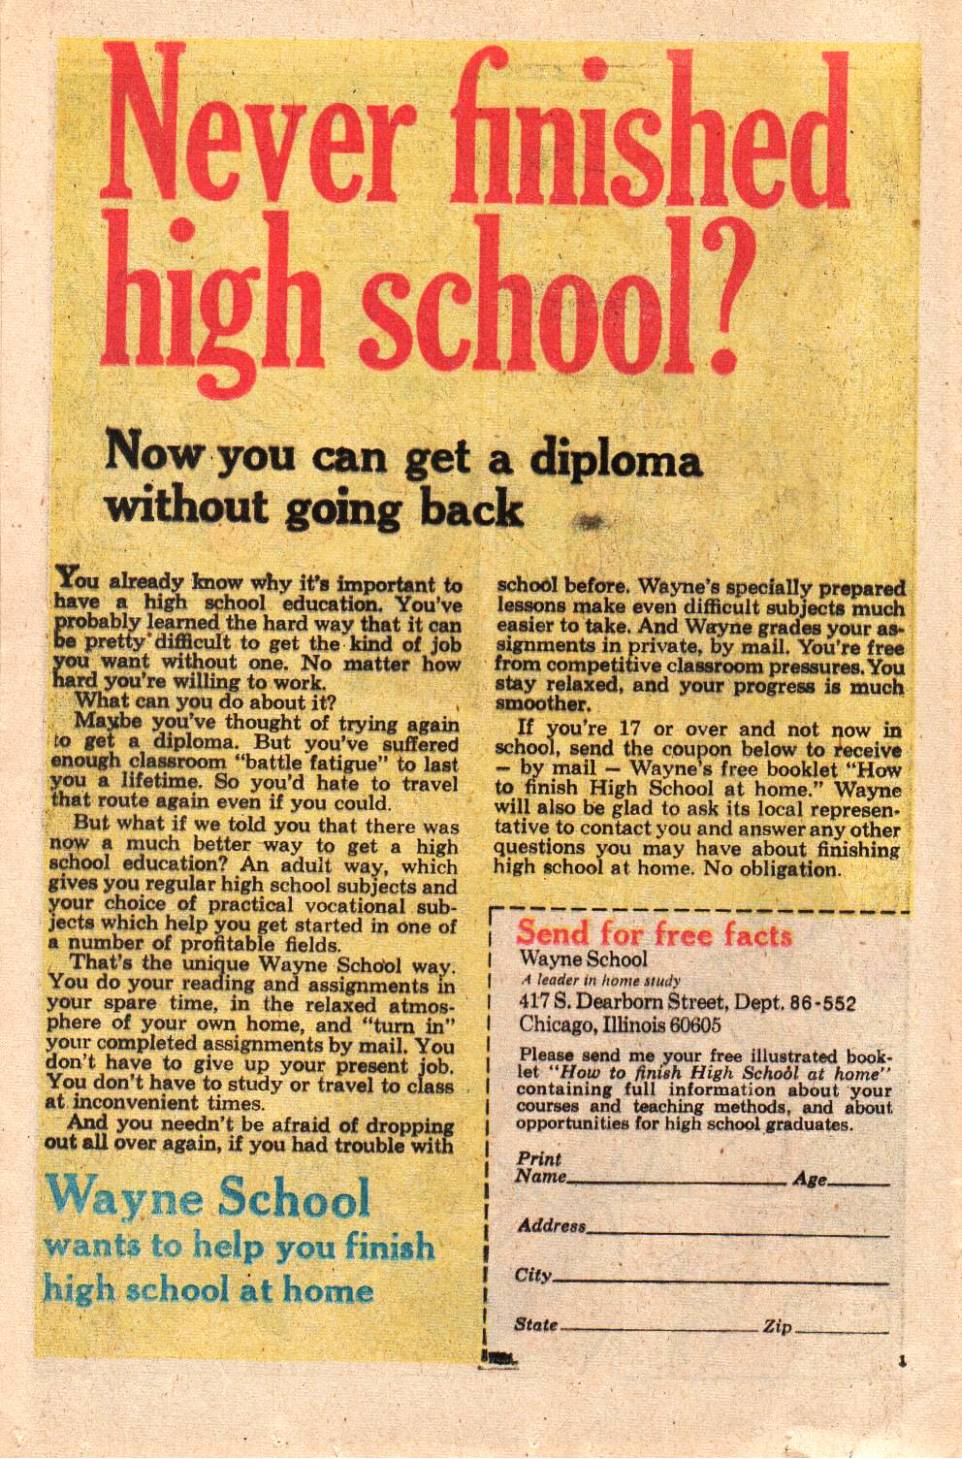 Never finished
high school?
Now you can get a diploma
without going back
You already know why it's important to
have a high school education. You've
probably learned the hard way that it can
be pretty difficult to get the kind of job
you want without one. No matter how
hard you're willing to work.
What can you do about it?
Maybe you've thought of trying again
to get a diploma. But you've suffered
enough classroom "battle fatigue" to last
you a lifetime. So you'd hate to travel
that route again even if you could.
But what if we told you that there was
now a much better way to get a high
school education? An adult way, which
gives you regular high school subjects and
your choice of practical vocational sub-
jects which help you get started in one of
a number of profitable fields.
That's the unique Wayne School way.
You do your reading and assignments in
your spare time, in the relaxed atmos-
phere of your own home, and "turn in"
your completed assignments by mail. You
don't have to give up your present job.
You don't have to study or travel to class
at inconvenient times.
And you needn't be afraid of dropping
out all over again, if you had trouble with
school before. Wayne's specially prepared
lessons make even difficult subjects much
easier to take. And Wayne grades your as-
signments in private, by mail. You're free
from competitive classroom pressures. You
stay relaxed, and your progress is much
smoother.
If you're 17 or over and not now in
school, send the coupon below to receive
— by mail — Wayne's free booklet "How
to finish High School at home." Wayne
will also be glad to ask its local represen-
tative to contact you and answer any other
questions you may have about finishing
high school at home. No obligation.
Wayne School
wants to help you finish
high school at home
Send for free facts
Wayne School
A leader in home study
417 S. Dearborn Street, Dept. 86-552
Chicago, Illinois 60605
Please send me your free illustrated book-
let "How to finish High School at home"
containing full information about your
courses and teaching methods, and about
opportunities for high school graduates.
Print
Name Age
Address
City
State Zip
1